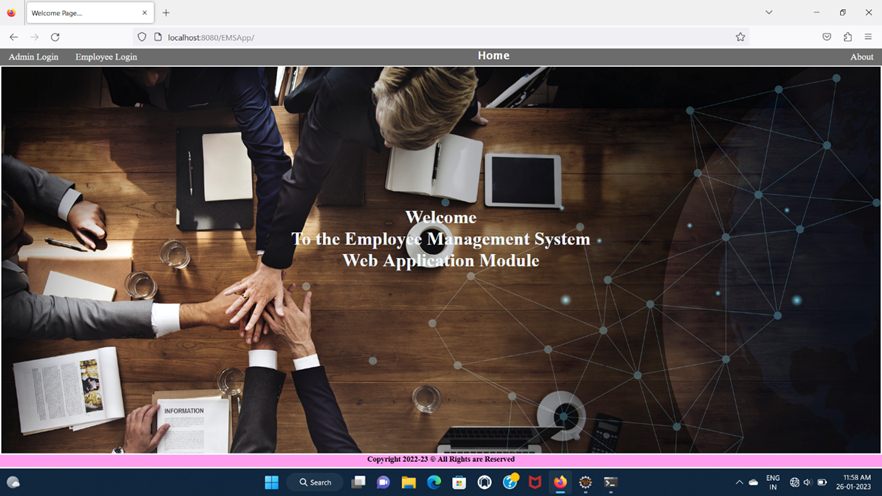 Welcome Page...
localhost:8080/EMSApp/
Admin Login Employee Login Home About
Welcome
To the Employee Management System
Web Application Module
INFORMATION
Copyright 2022-23 © All Rights are Reserved
Search
ENG
IN
11:58 AM
26-01-2023